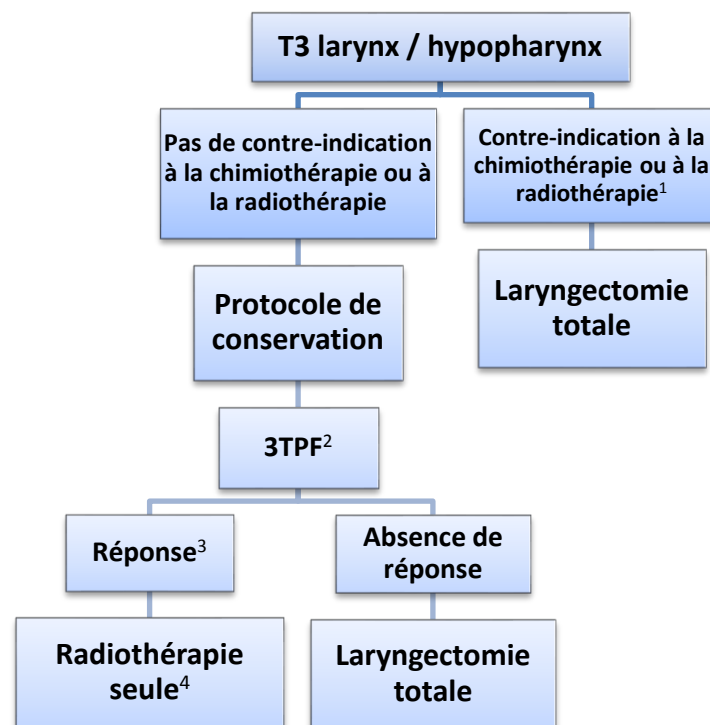 T3 larynx / hypopharynx
Pas de contre-indication
à la chimiothérapie ou à
la radiothérapie
Contre-indication à la
chimiothérapie ou à la
radiothérapie¹
Protocole de
conservation
Laryngectomie
totale
3TPF²
Réponse³
Absence de
réponse
Radiothérapie
seule⁴
Laryngectomie
totale